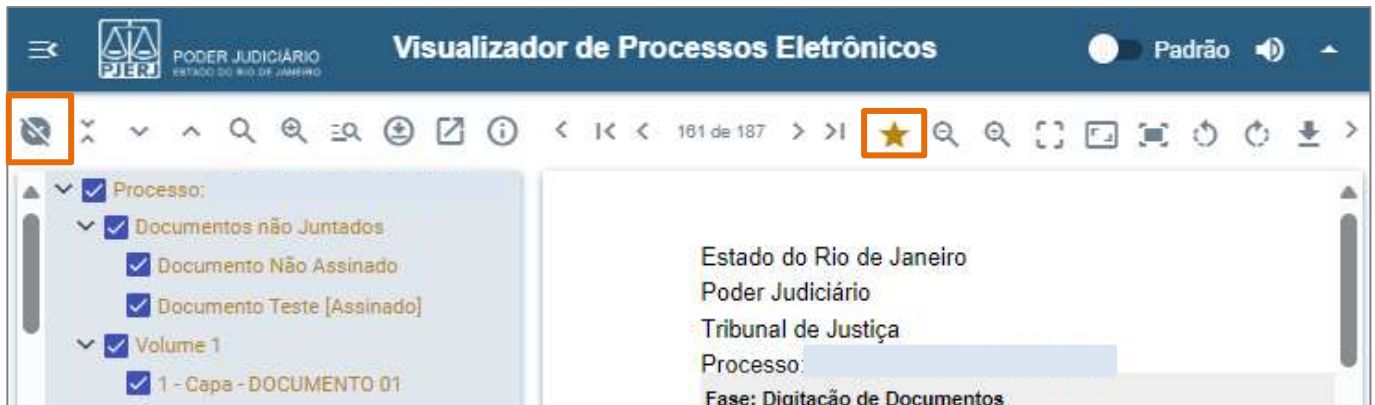 PJERJ
PODER JUDICIÁRIO
ESTADO DO RIO DE JANEIRO
Visualizador de Processos Eletrônicos
Padrão
161 de 187
Processo:
Documentos não Juntados
Documento Não Assinado
Documento Teste [Assinado]
Volume 1
1 - Capa - DOCUMENTO 01
Estado do Rio de Janeiro
Poder Judiciário
Tribunal de Justiça
Processo:
Fase: Digitação de Documentos